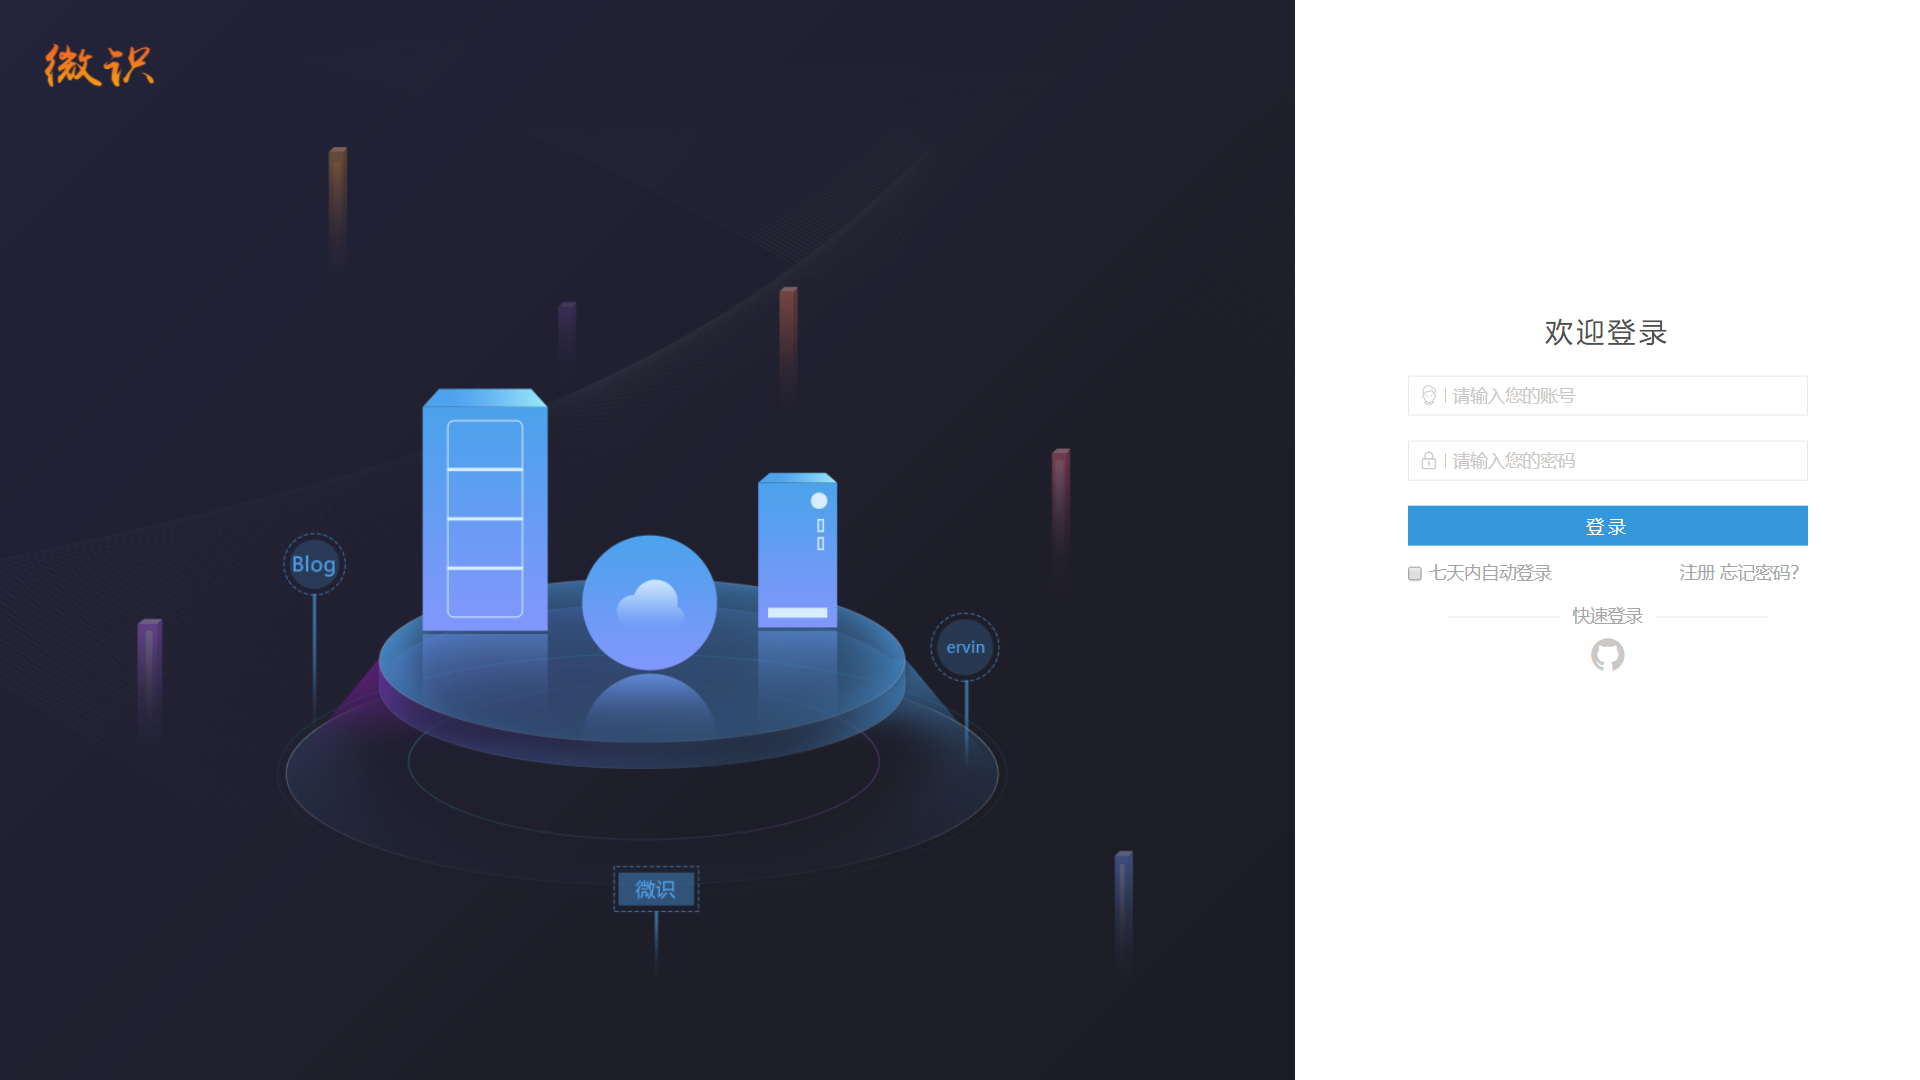 微识
Blog
ervin
微识
欢迎登录
请输入您的账号
请输入您的密码
登录
七天内自动登录
注册 忘记密码?
快速登录